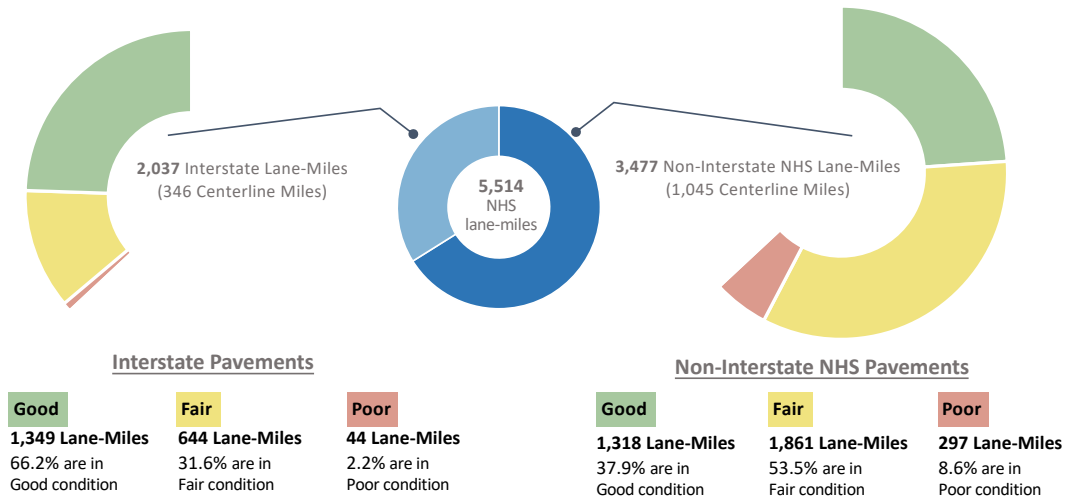 2,037 Interstate Lane-Miles
(346 Centerline Miles)
5,514
NHS
lane-miles
3,477 Non-Interstate NHS Lane-Miles
(1,045 Centerline Miles)
Interstate Pavements
Good
1,349 Lane-Miles
66.2% are in
Good condition
Fair
644 Lane-Miles
31.6% are in
Fair condition
Poor
44 Lane-Miles
2.2% are in
Poor condition
Non-Interstate NHS Pavements
Good
1,318 Lane-Miles
37.9% are in
Good condition
Fair
1,861 Lane-Miles
53.5% are in
Fair condition
Poor
297 Lane-Miles
8.6% are in
Poor condition